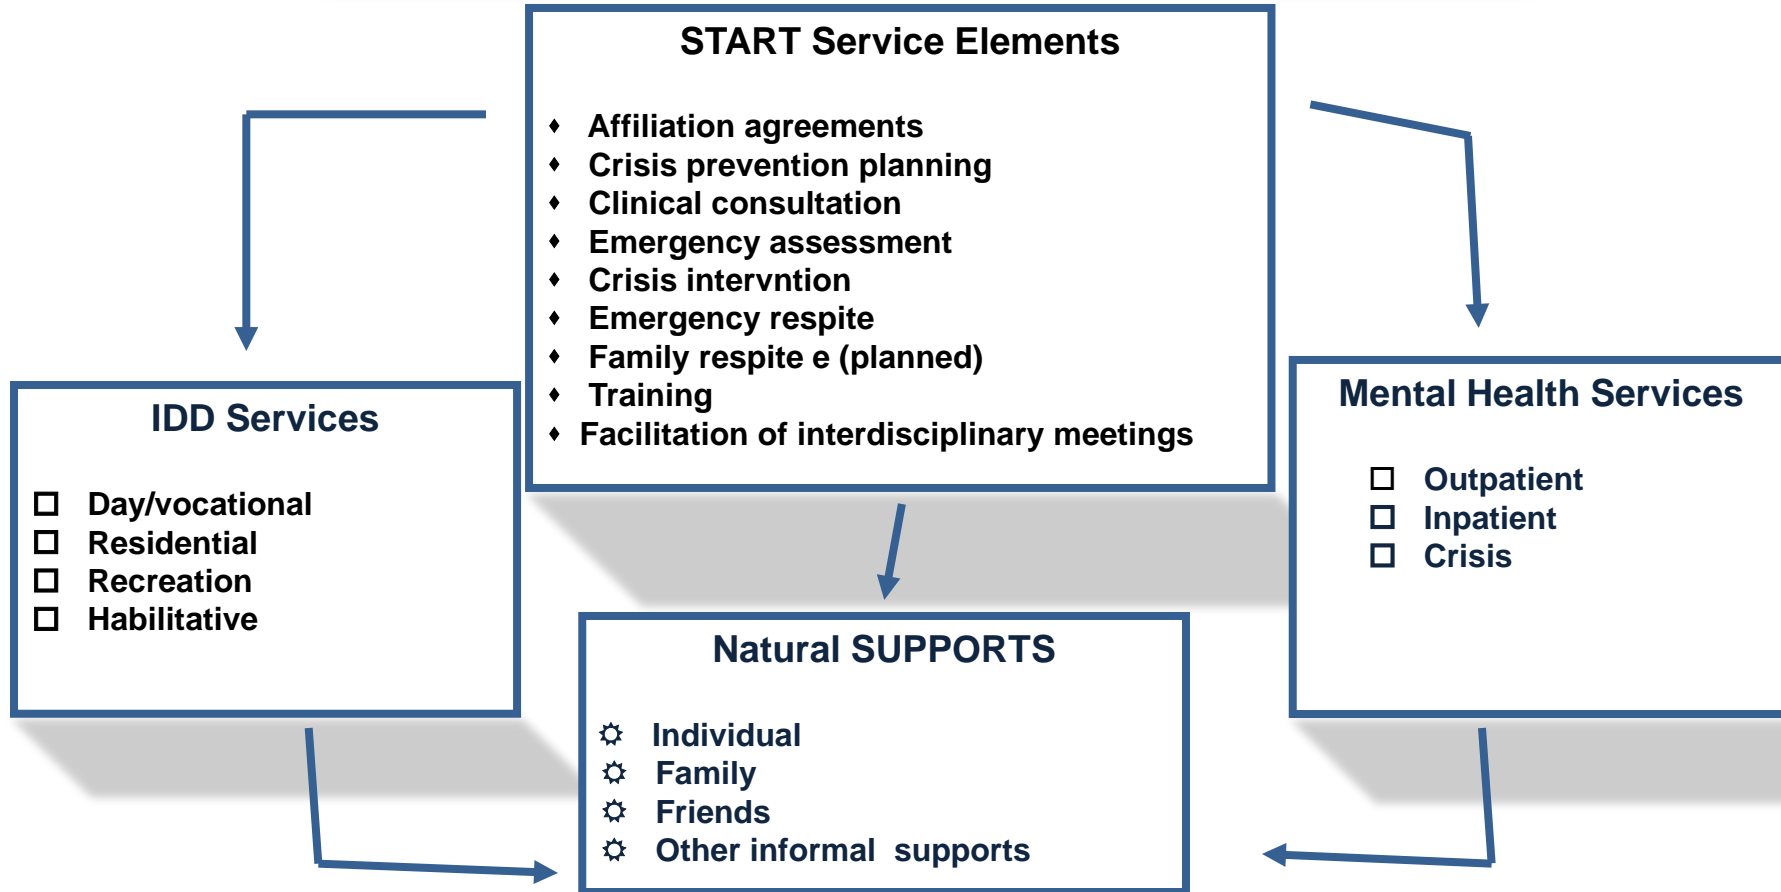 START Service Elements
Affiliation agreements
Crisis prevention planning
Clinical consultation
Emergency assessment
Crisis intervntion
Emergency respite
Family respite e (planned)
Training
Facilitation of interdisciplinary meetings
IDD Services
Day/vocational
Residential
Recreation
Habilitative
Mental Health Services
Outpatient
Inpatient
Crisis
Natural SUPPORTS
Individual
Family
Friends
Other informal supports